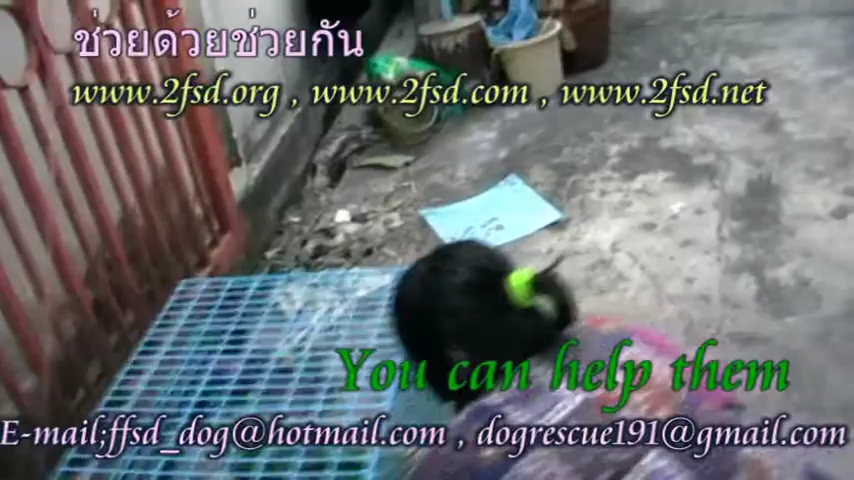 ช่วยด้วยช่วยกัน
www.2fsd.org , www.2fsd.com , www.2fsd.net
You can help them
E-mail;ffsd_dog@hotmail.com , dogrescue191@gmail.com